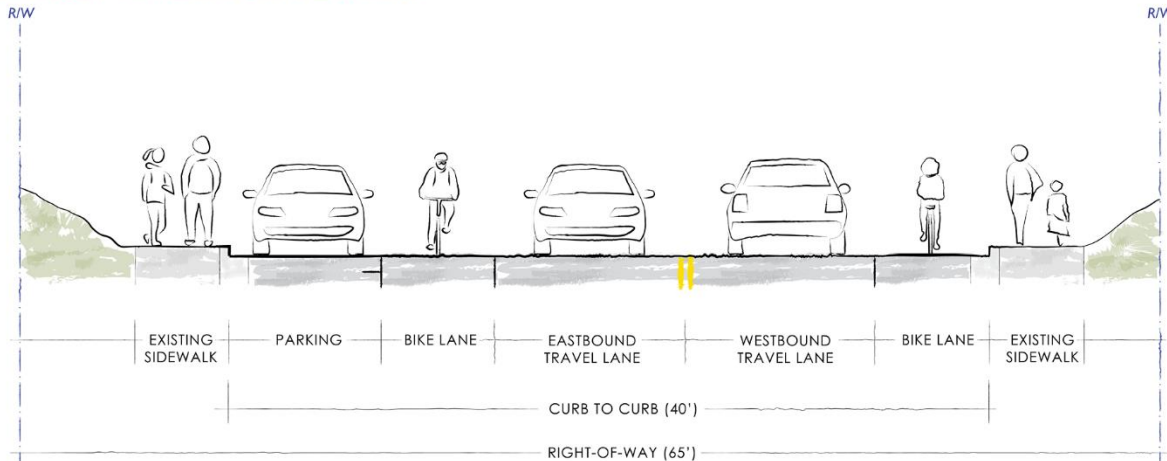 R/W
R/W
EXISTING SIDEWALK
PARKING
BIKE LANE
EASTBOUND TRAVEL LANE
WESTBOUND TRAVEL LANE
BIKE LANE
EXISTING SIDEWALK
CURB TO CURB (40')
RIGHT-OF-WAY (65')